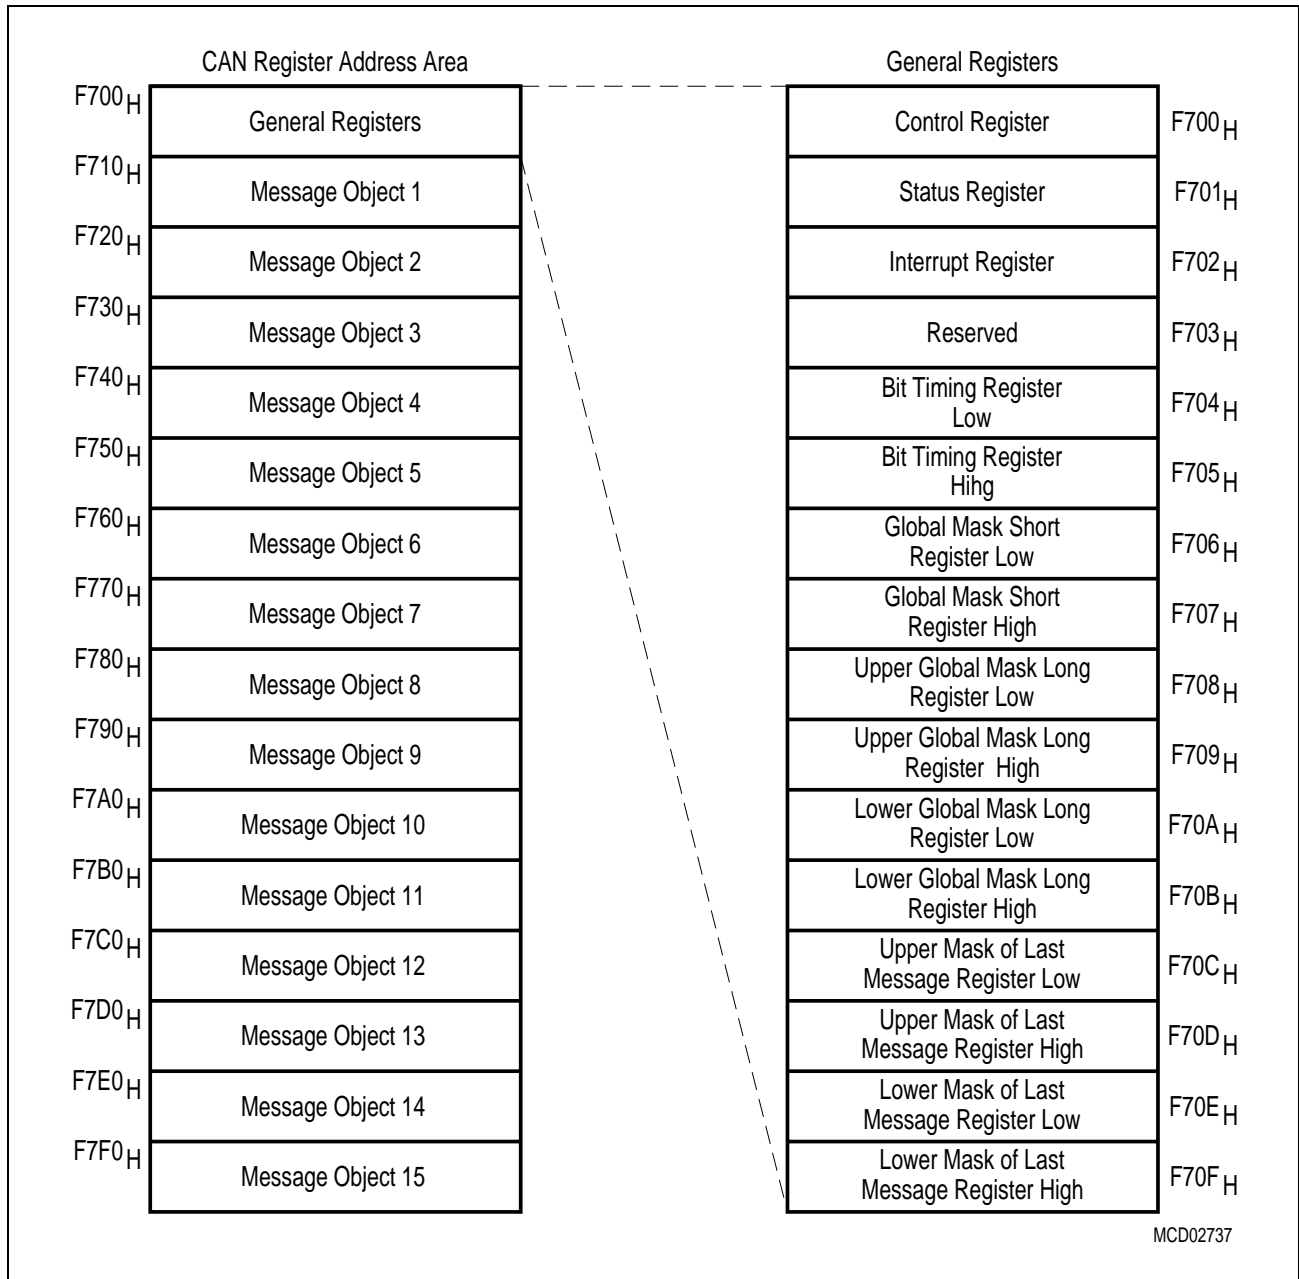 CAN Register Address Area
F700H
General Registers
F710H
Message Object 1
F720H
Message Object 2
F730H
Message Object 3
F740H
Message Object 4
F750H
Message Object 5
F760H
Message Object 6
F770H
Message Object 7
F780H
Message Object 8
F790H
Message Object 9
F7A0H
Message Object 10
F7B0H
Message Object 11
F7C0H
Message Object 12
F7D0H
Message Object 13
F7E0H
Message Object 14
F7F0H
Message Object 15
General Registers
Control Register
F700H
Status Register
F701H
Interrupt Register
F702H
Reserved
F703H
Bit Timing Register
Low
F704H
Bit Timing Register
Hihg
F705H
Global Mask Short
Register Low
F706H
Global Mask Short
Register High
F707H
Upper Global Mask Long
Register Low
F708H
Upper Global Mask Long
Register High
F709H
Lower Global Mask Long
Register Low
F70AH
Lower Global Mask Long
Register High
F70BH
Upper Mask of Last
Message Register Low
F70CH
Upper Mask of Last
Message Register High
F70DH
Lower Mask of Last
Message Register Low
F70EH
Lower Mask of Last
Message Register High
F70FH
MCD02737